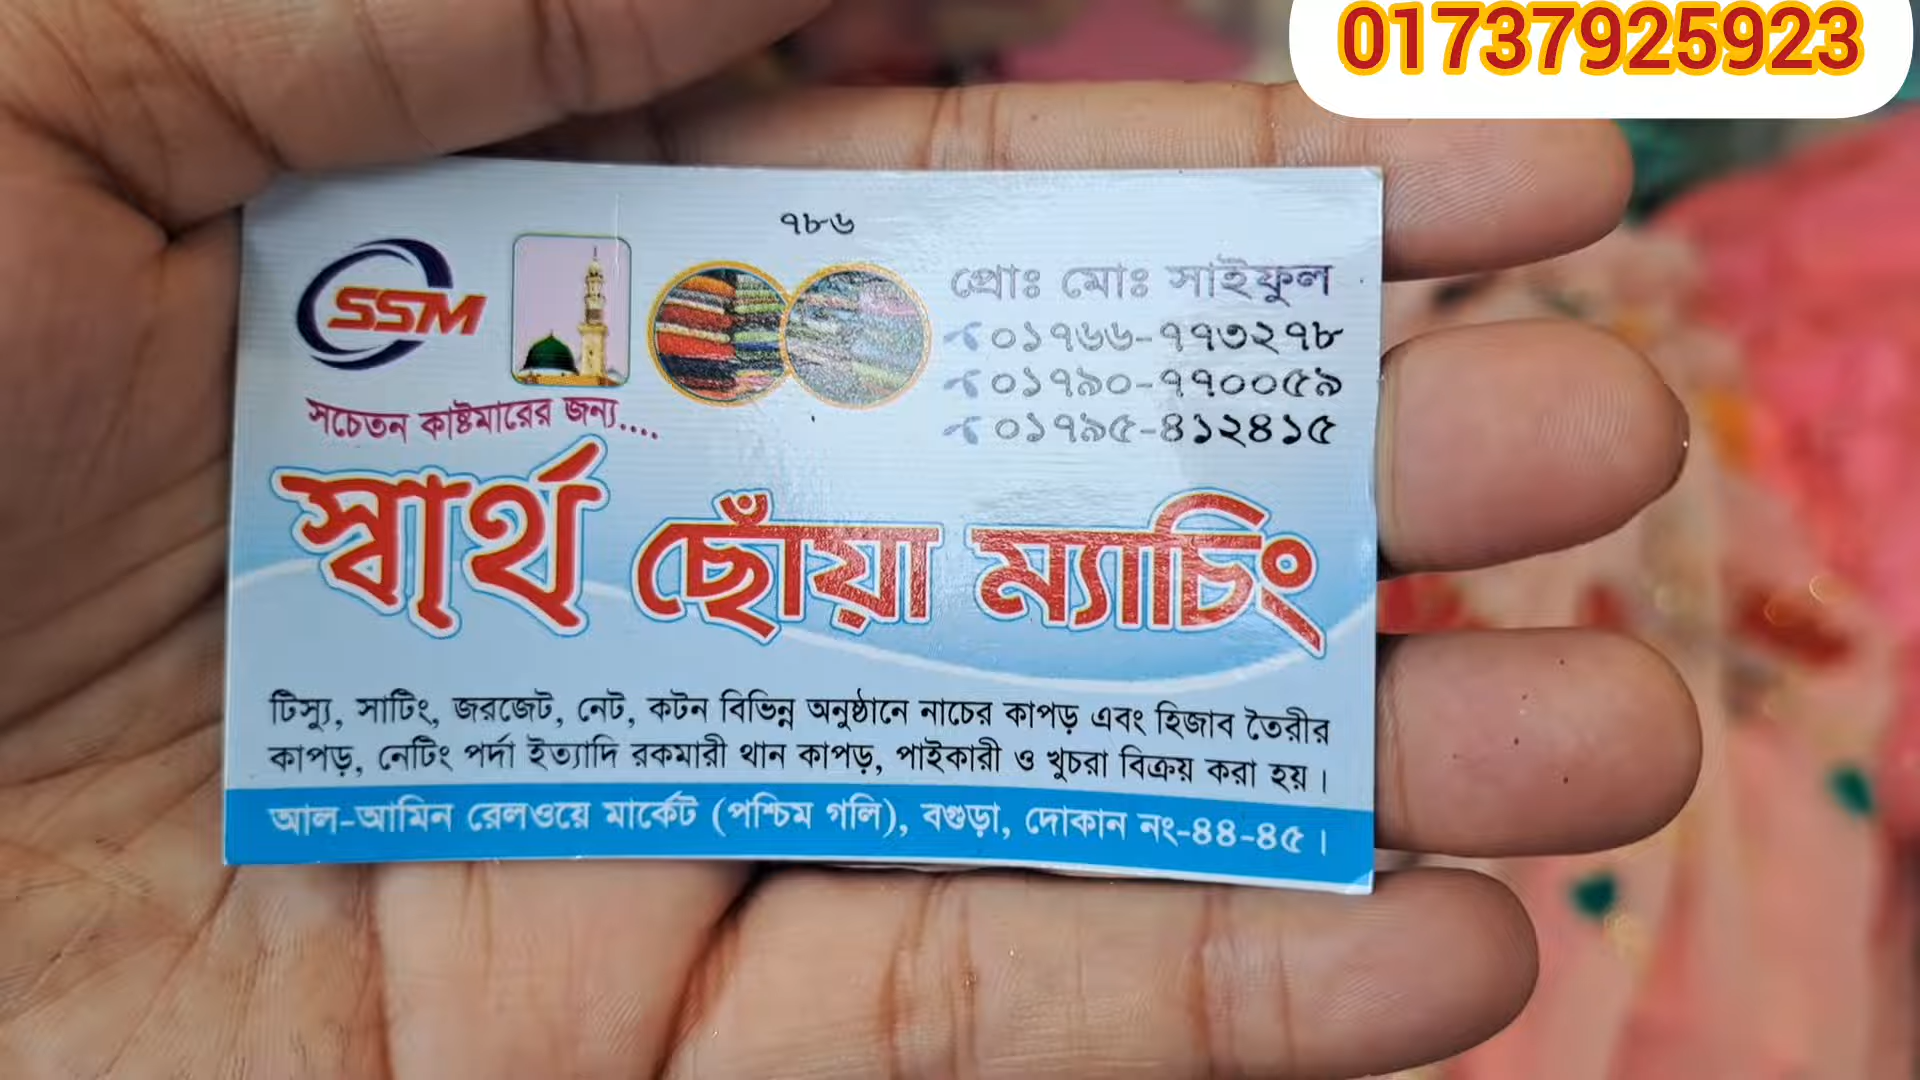 01737925923
৭৮৬
SSM
প্রোঃ মোঃ সাইফুল
০১৭৬৬-৭৭৩২৭৮
০১৭৯০-৭৭০০৫৯
০১৭৯৫-৪১২৪১৫
সচেতন কাষ্টমারের জন্য....
স্বার্থ ছোঁয়া ম্যাচিং
টিস্যু, সাটিং, জরজেট, নেট, কটন বিভিন্ন অনুষ্ঠানে নাচের কাপড় এবং হিজাব তৈরীর
কাপড়, নেটিং পর্দা ইত্যাদি রকমারী থান কাপড়, পাইকারী ও খুচরা বিক্রয় করা হয়।
আল-আমিন রেলওয়ে মার্কেট (পশ্চিম গলি), বগুড়া, দোকান নং-৪৪-৪৫।